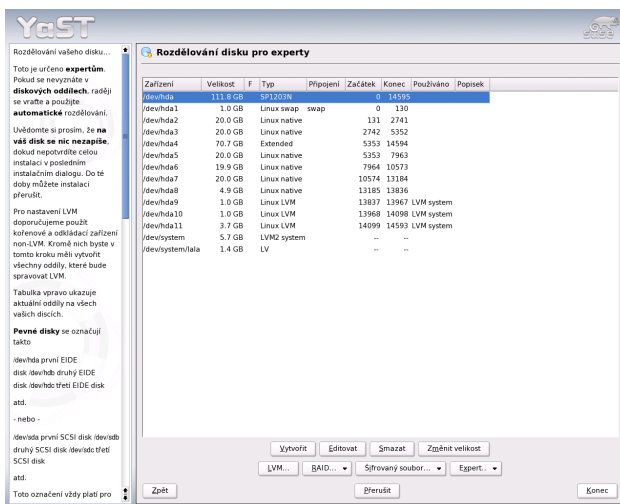 YaST
SUSE
Rozdělování vašeho disku...
Toto je určeno expertům.
Pokud se nevyznáte v
diskových oddílech, raději
se vraťte a použijte
automatické rozdělování.
Uvědomte si prosím, že na
váš disk se nic nezapíše,
dokud nepotvrdíte celou
instalaci v posledním
instalačním dialogu. Do té
doby můžete instalaci
přerušit.
Pro nastavení LVM
doporučujeme použít
kořenové a odkládací zařízení
non-LVM. Kromě nich byste v
tomto kroku měli vytvořit
všechny oddíly, které bude
spravovat LVM.
Tabulka vpravo ukazuje
aktuální oddíly na všech
vašich discích.
Pevné disky se označují
takto
/dev/hda první EIDE
disk /dev/hdb druhý EIDE
disk /dev/hdc třetí EIDE disk
atd.
- nebo -
/dev/sda první SCSI disk /dev/sdb
druhý SCSI disk /dev/sdc třetí
SCSI disk
atd.
Toto označení vždy platí pro
Rozdělování disku pro experty
Zařízení Velikost F Typ Připojení Začátek Konec Používáno Popisek
/dev/hda 111.8 GB SP1203N 0 14595
/dev/hda1 1.0 GB Linux swap swap 0 130
/dev/hda2 20.0 GB Linux native 131 2741
/dev/hda3 20.0 GB Linux native 2742 5352
/dev/hda4 70.7 GB Extended 5353 14594
/dev/hda5 20.0 GB Linux native 5353 7963
/dev/hda6 19.9 GB Linux native 7964 10573
/dev/hda7 20.0 GB Linux native 10574 13184
/dev/hda8 4.9 GB Linux native 13185 13836
/dev/hda9 1.0 GB Linux LVM 13837 13967 LVM system
/dev/hda10 1.0 GB Linux LVM 13968 14098 LVM system
/dev/hda11 3.7 GB Linux LVM 14099 14593 LVM system
/dev/system 5.7 GB LVM2 system -- --
/dev/system/lala 1.4 GB LV -- --
Vytvořit Editovat Smazat Změnit velikost
LVM... RAID... Šifrovaný soubor... Expert..
Zpět Přerušit Konec